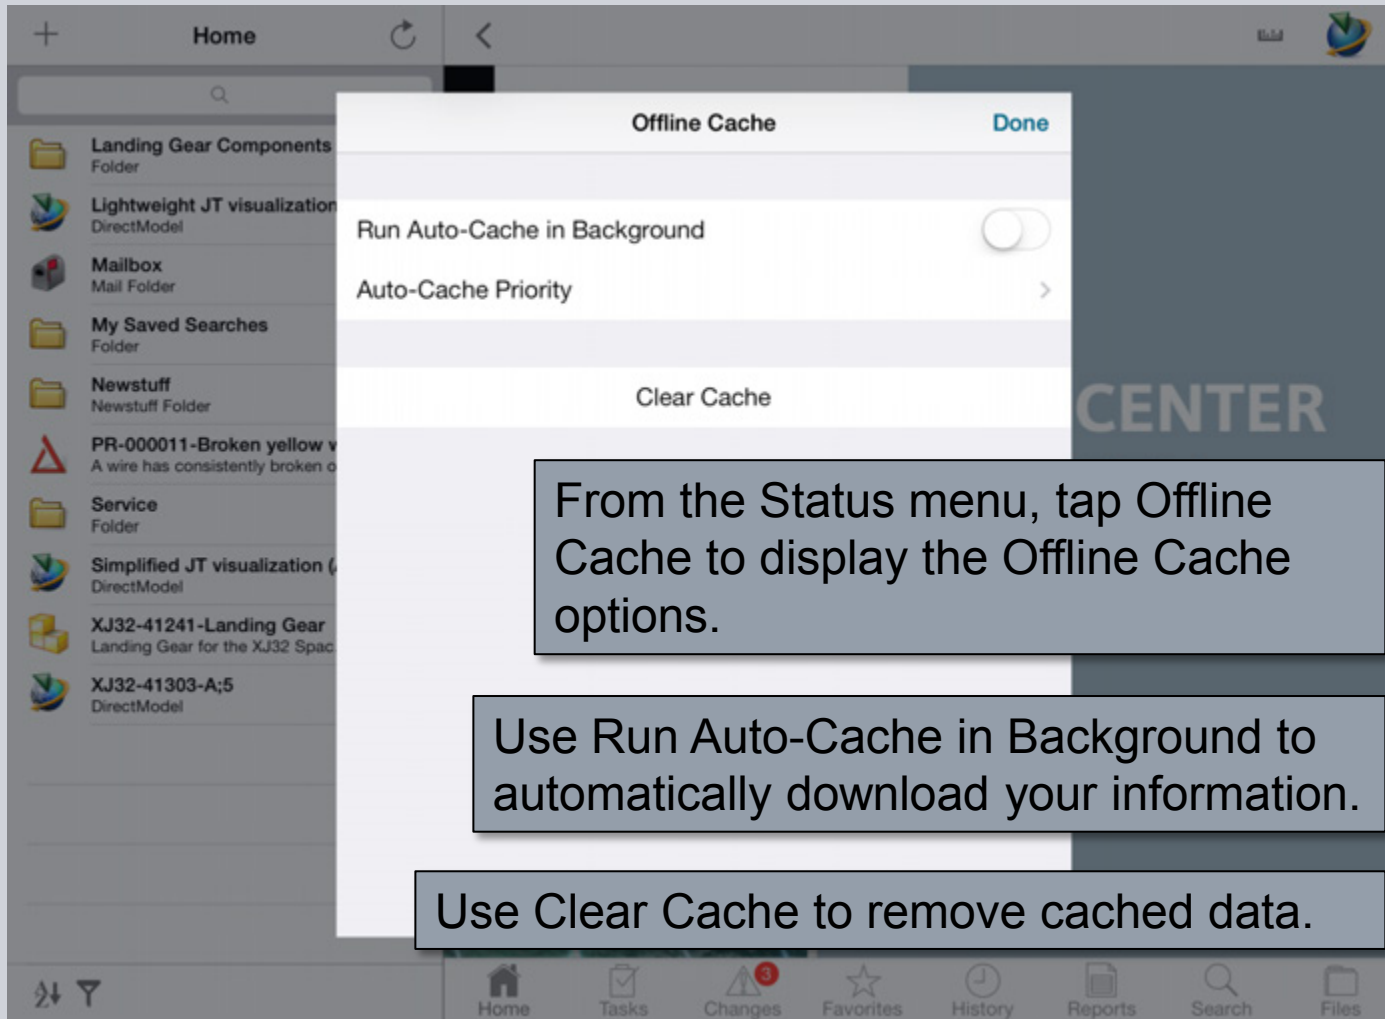 Home
Landing Gear Components
Folder
Lightweight JT visualization
DirectModel
Mailbox
Mail Folder
My Saved Searches
Folder
Newstuff
Newstuff Folder
PR-000011-Broken yellow
A wire has consistently broken
Service
Folder
Simplified JT visualization
DirectModel
XJ32-41241-Landing Gear
Landing Gear for the XJ32
XJ32-41303-A;5
DirectModel
Offline Cache
Done
Run Auto-Cache in Background
Auto-Cache Priority
Clear Cache
CENTER
From the Status menu, tap Offline
Cache to display the Offline Cache
options.
Use Run Auto-Cache in Background to
automatically download your information.
Use Clear Cache to remove cached data.
3
Home
Tasks
Changes
Favorites
History
Reports
Search
Files